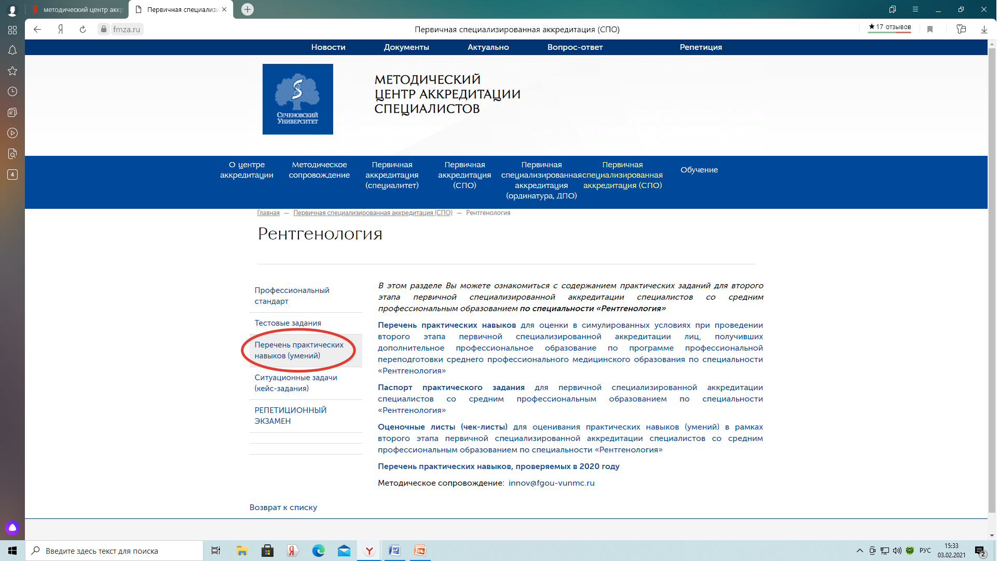 методический центр аккр
Первичная специализи
fmza.ru
Первичная специализированная аккредитация (СПО)
★17 отзывов
Новости
Документы
Актуально
Вопрос-ответ
Репетиция
СЕЧЕНОВСКИЙ
УНИВЕРСИТЕТ
МЕТОДИЧЕСКИЙ
ЦЕНТР АККРЕДИТАЦИИ
СПЕЦИАЛИСТОВ
О центре
аккредитации
Методическое
сопровождение
Первичная
аккредитация
(специалитет)
Первичная
аккредитация
(СПО)
Первичная
специализированная
аккредитация
(ординатура, ДПО)
Первичная
специализированная
аккредитация (СПО)
Обучение
Главная — Первичная специализированная аккредитация (СПО) — Рентгенология
Рентгенология
Профессиональный
стандарт
Тестовые задания
Перечень практических
навыков (умений)
Ситуационные задачи
(кейс-задания)
РЕПЕТИЦИОННЫЙ
ЭКЗАМЕН
В этом разделе Вы можете ознакомиться с содержанием практических заданий для второго
этапа первичной специализированной аккредитации специалистов со средним
профессиональным образованием по специальности «Рентгенология»
Перечень практических навыков для оценки в симулированных условиях при проведении
второго этапа первичной специализированной аккредитации лиц, получивших
дополнительное профессиональное образование по программе профессиональной
переподготовки среднего профессионального медицинского образования по специальности
«Рентгенология»
Паспорт практического задания для первичной специализированной аккредитации
специалистов со средним профессиональным образованием по специальности
«Рентгенология»
Оценочные листы (чек-листы) для оценивания практических навыков (умений) в рамках
второго этапа первичной специализированной аккредитации специалистов со средним
профессиональным образованием по специальности «Рентгенология»
Перечень практических навыков, проверяемых в 2020 году
Методическое сопровождение: innov@fgou-vunmc.ru
Возврат к списку
4
Введите здесь текст для поиска
РУС
15:33
03.02.2021
2